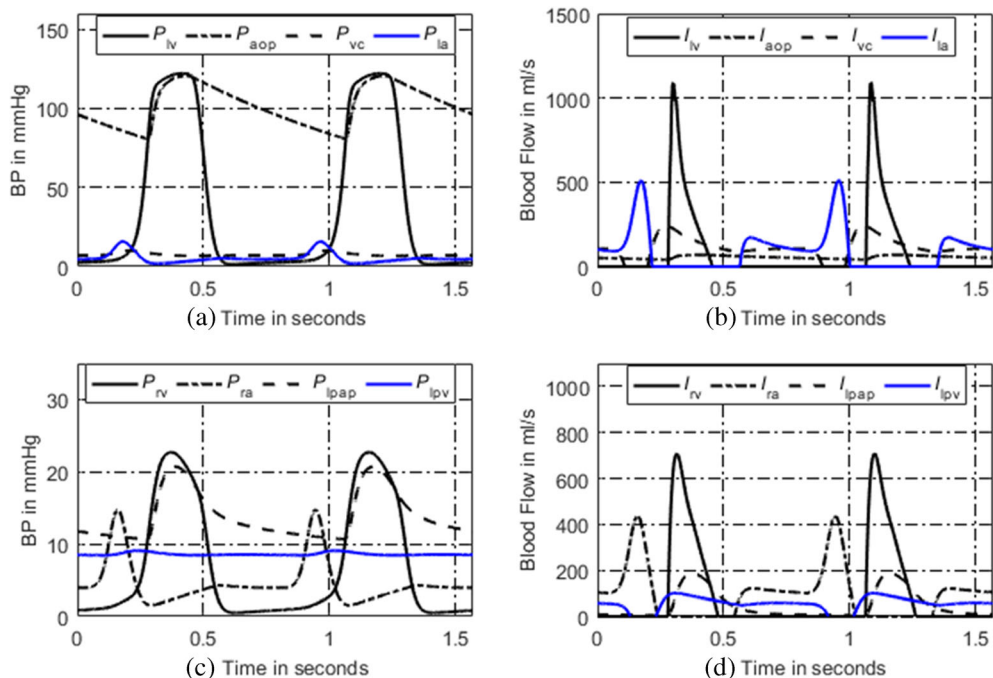 P_lv P_aop P_vc P_la
BP in mmHg
150
100
50
0
0 0.5 1 1.5
(a) Time in seconds
I_lv I_aop I_vc I_la
Blood Flow in ml/s
1500
1000
500
0
0 0.5 1 1.5
(b) Time in seconds
P_rv P_ra P_lpap P_lpv
BP in mmHg
30
20
10
0
0 0.5 1 1.5
(c) Time in seconds
I_rv I_ra I_lpap I_lpv
Blood Flow in ml/s
1000
800
600
400
200
0
0 0.5 1 1.5
(d) Time in seconds